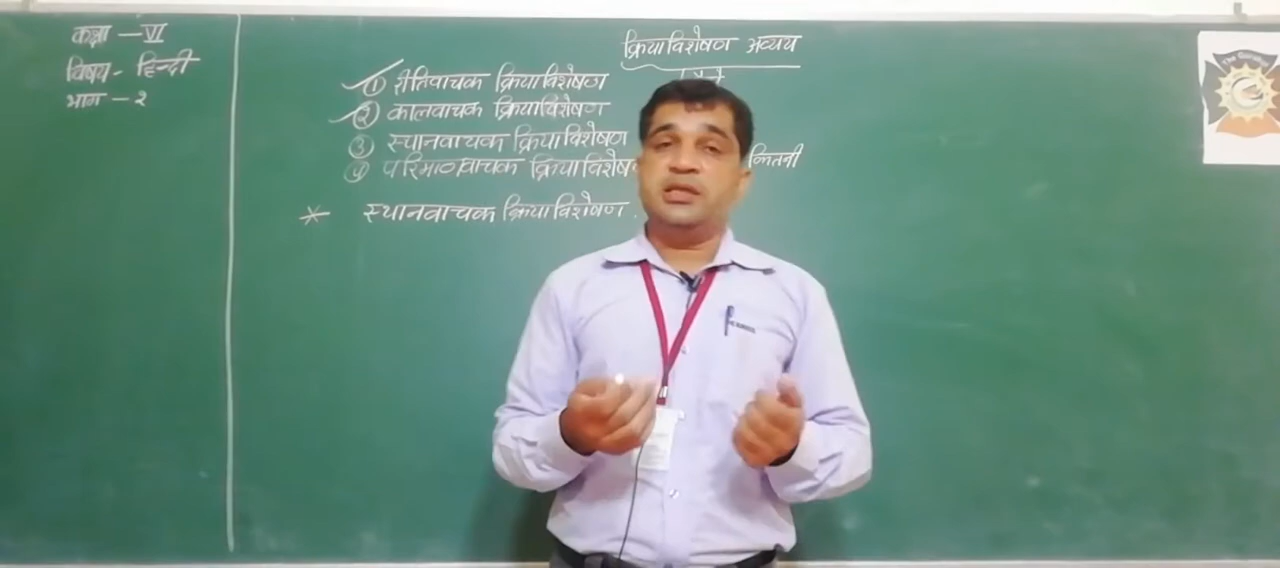 कक्षा - VI
विषय - हिन्दी
भाग - २
क्रियाविशेषण अव्यय
① रीतिवाचक क्रियाविशेषण
② कालवाचक क्रियाविशेषण
③ स्थानवाचक क्रियाविशेषण
④ परिमाणवाचक क्रियाविशे कितनी
* स्थानवाचक क्रियाविशेषण.